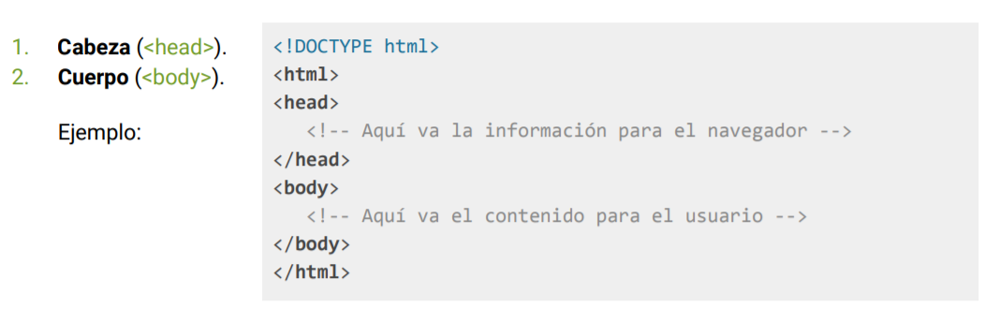 1. Cabeza (<head>).
2. Cuerpo (<body>).
Ejemplo:
<!DOCTYPE html>
<html>
<head>
<!-- Aquí va la información para el navegador -->
</head>
<body>
<!-- Aquí va el contenido para el usuario -->
</body>
</html>